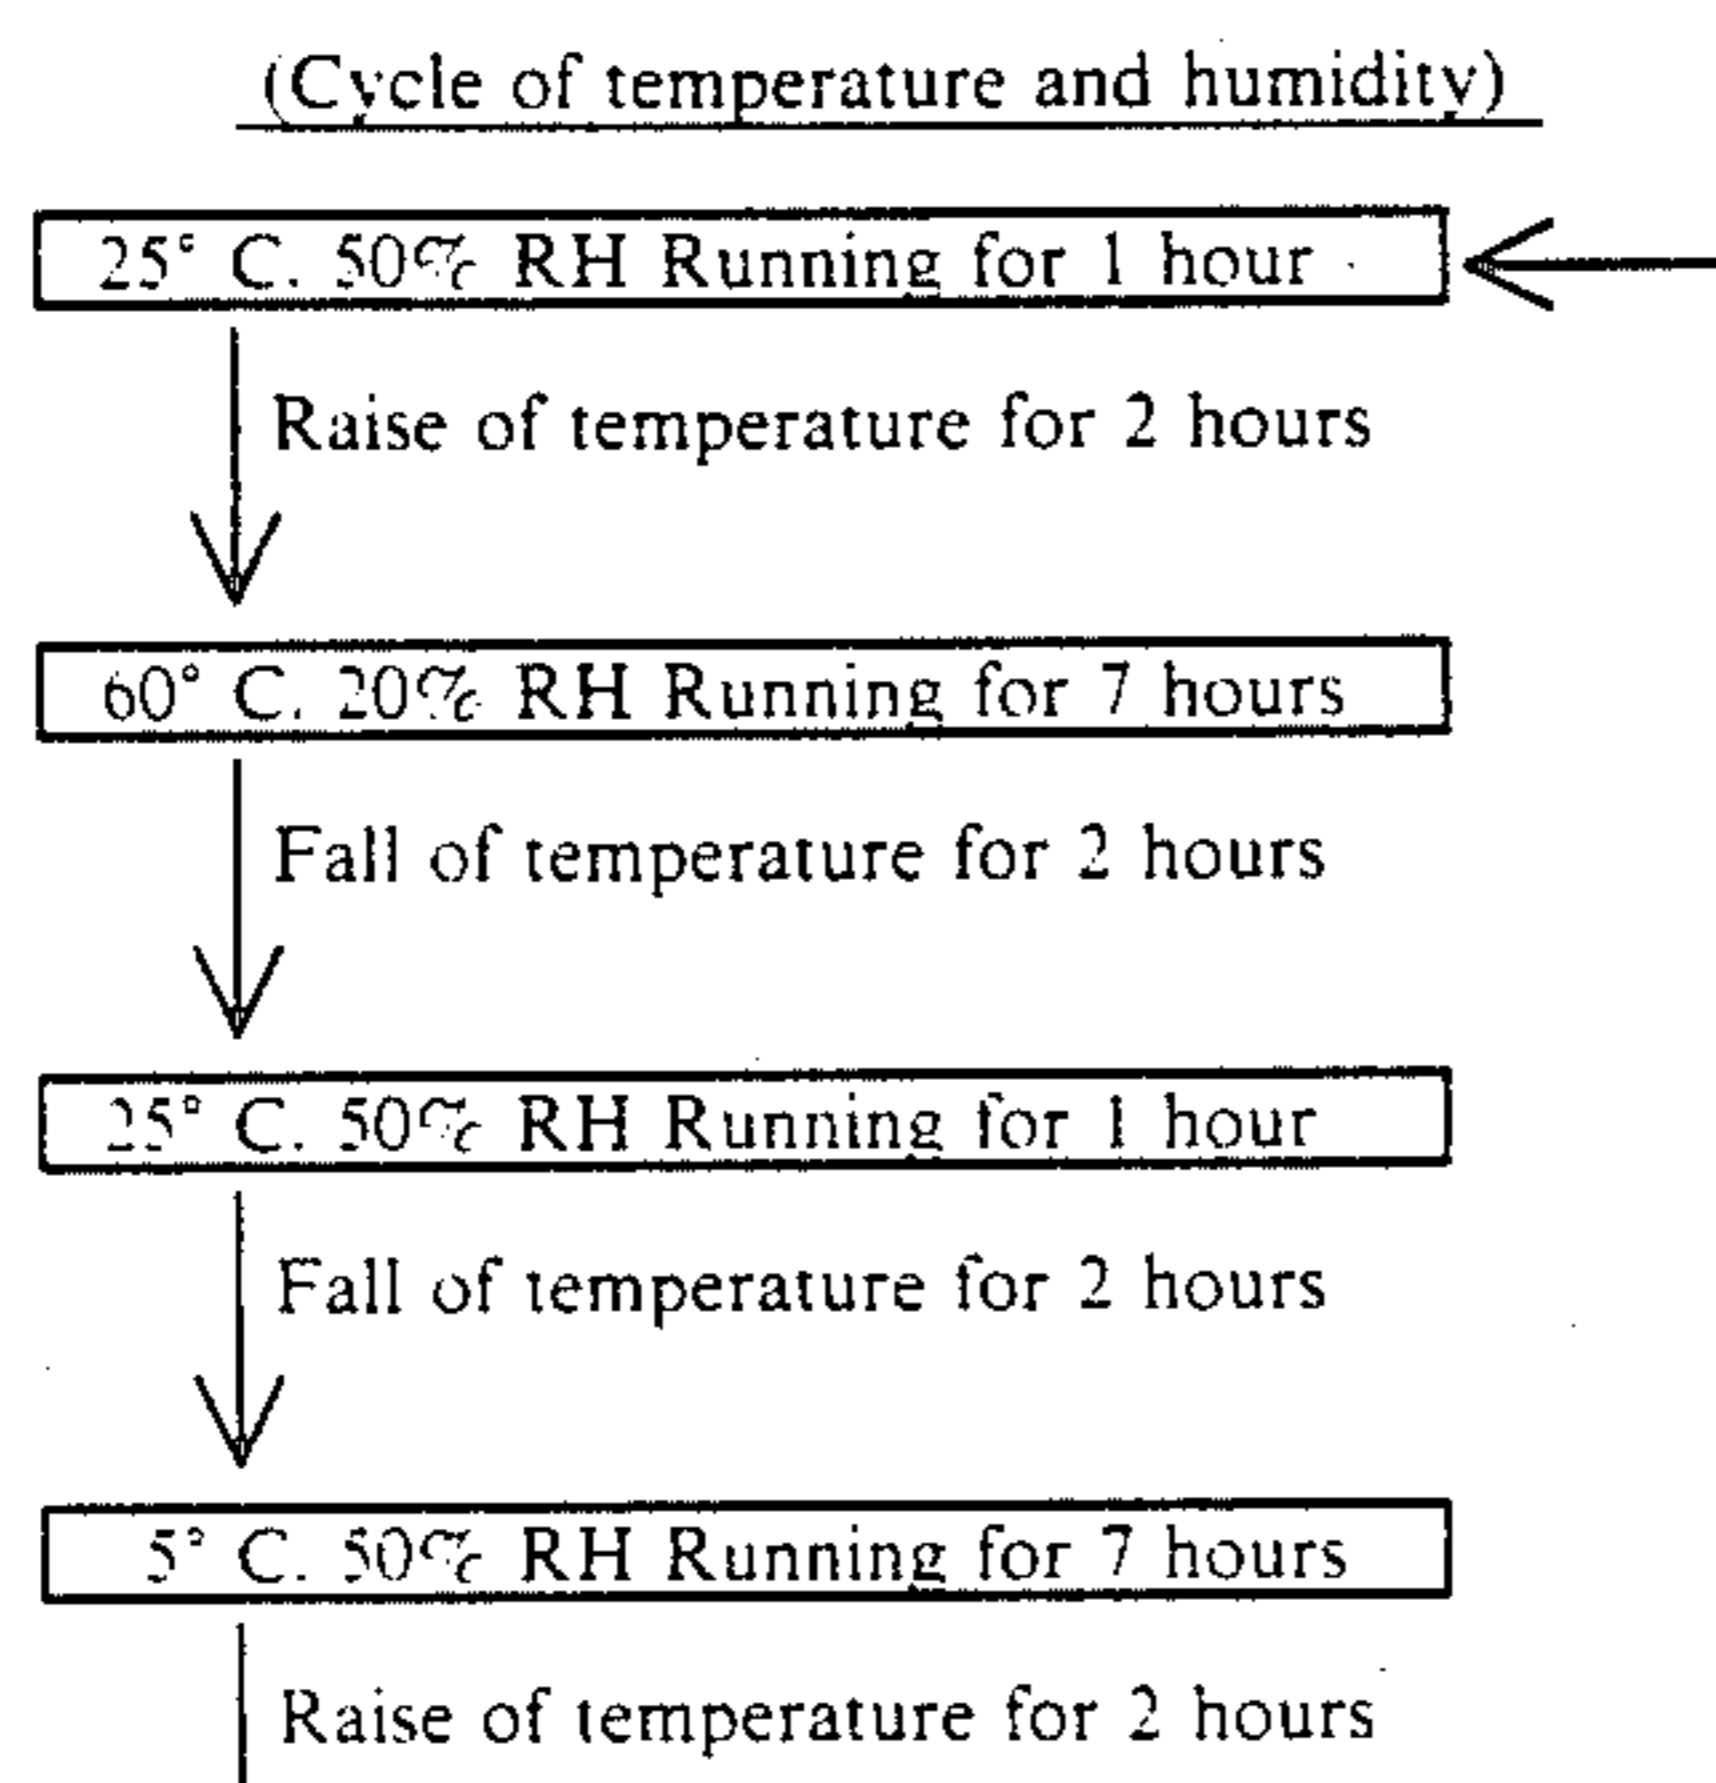 (Cycle of temperature and humidity)
25° C. 50% RH Running for 1 hour
Raise of temperature for 2 hours
60° C. 20% RH Running for 7 hours
Fall of temperature for 2 hours
25° C. 50% RH Running for 1 hour
Fall of temperature for 2 hours
5° C. 50% RH Running for 7 hours
Raise of temperature for 2 hours